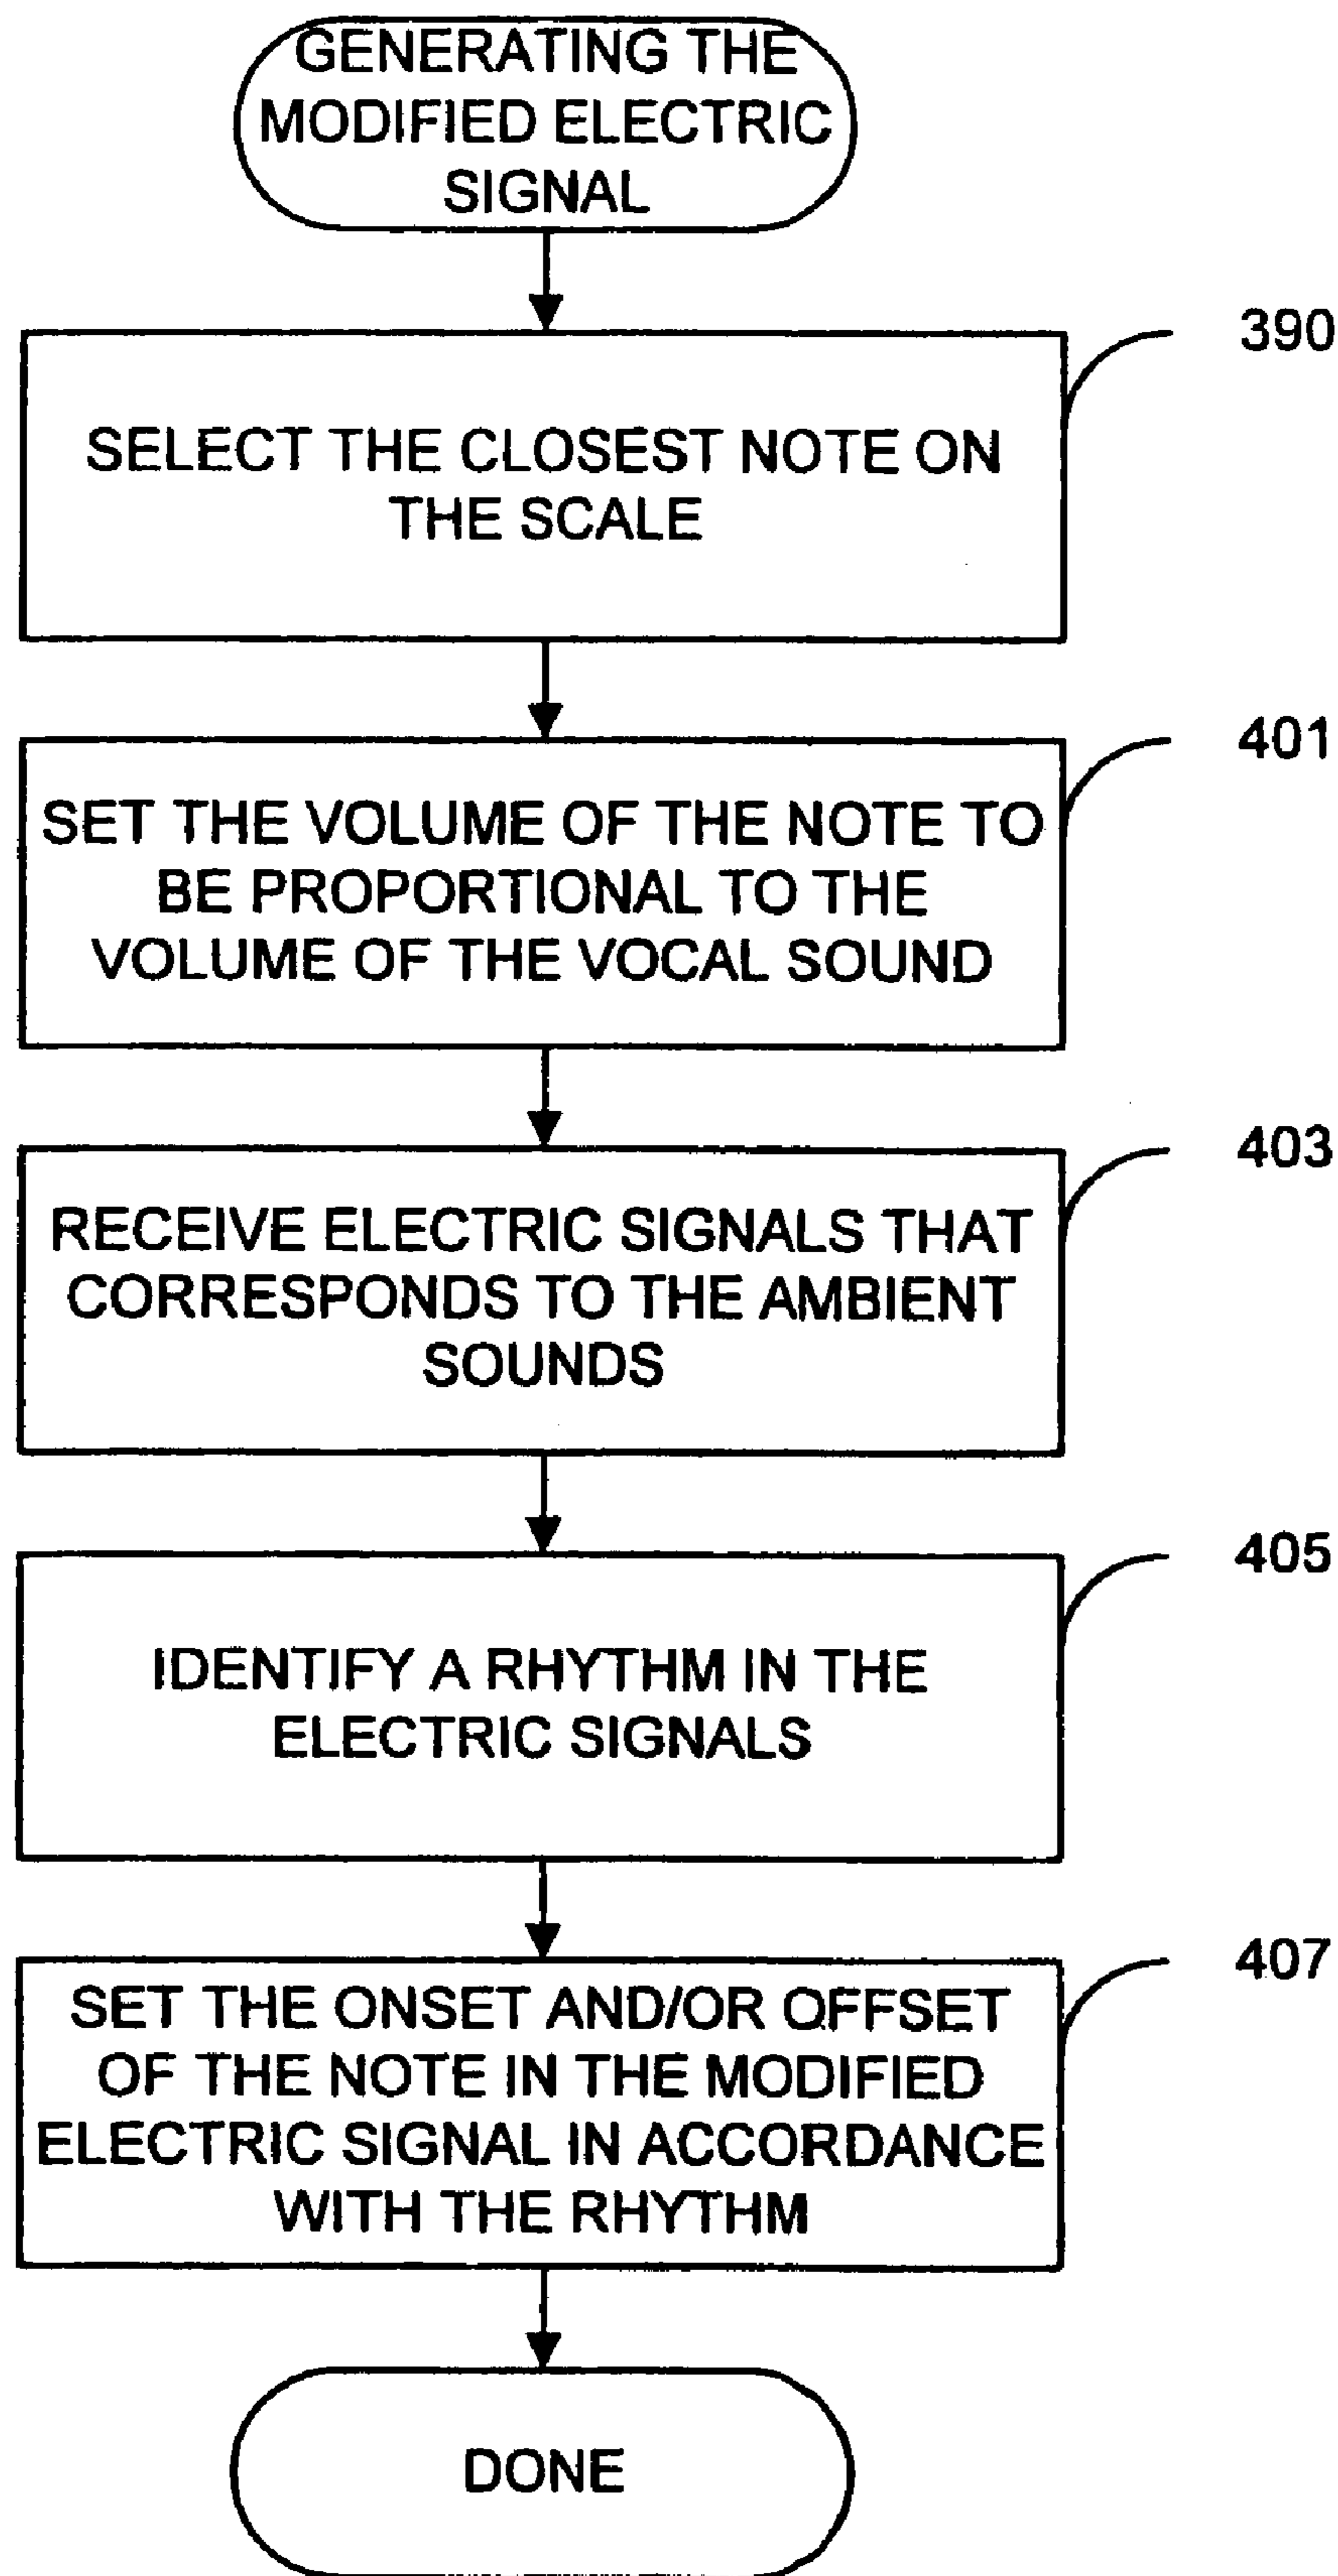 GENERATING THE
MODIFIED ELECTRIC
SIGNAL
390
SELECT THE CLOSEST NOTE ON
THE SCALE
401
SET THE VOLUME OF THE NOTE TO
BE PROPORTIONAL TO THE
VOLUME OF THE VOCAL SOUND
403
RECEIVE ELECTRIC SIGNALS THAT
CORRESPONDS TO THE AMBIENT
SOUNDS
405
IDENTIFY A RHYTHM IN THE
ELECTRIC SIGNALS
407
SET THE ONSET AND/OR OFFSET
OF THE NOTE IN THE MODIFIED
ELECTRIC SIGNAL IN ACCORDANCE
WITH THE RHYTHM
DONE